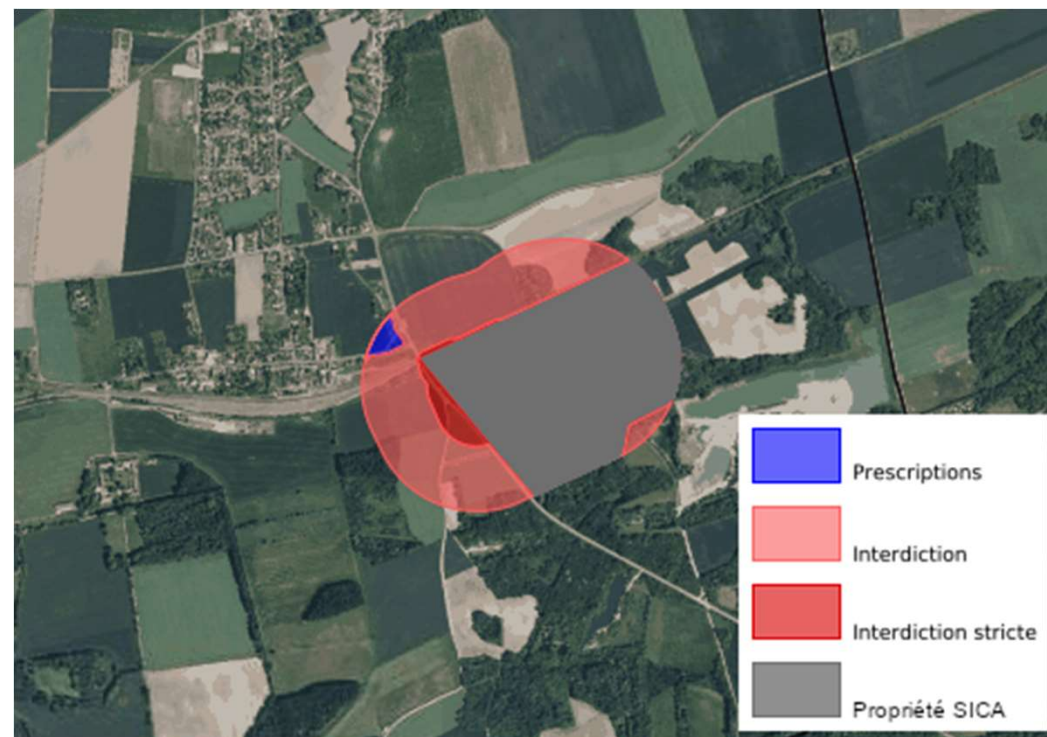 Prescriptions
Interdiction
Interdiction stricte
Propriété SICA